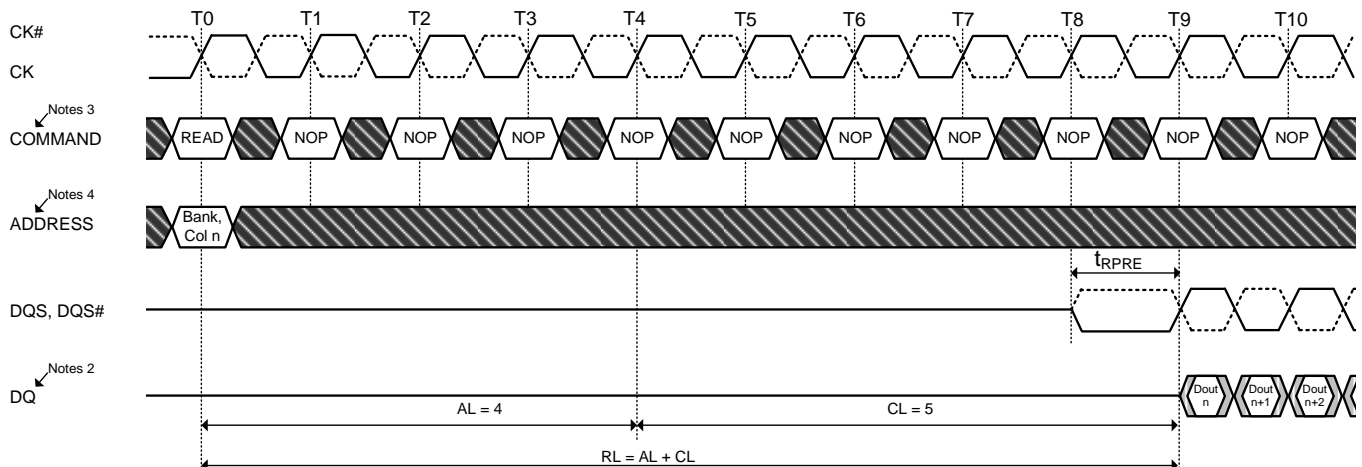 T0 T1 T2 T3 T4 T5 T6 T7 T8 T9 T10
CK#
CK
Notes 3
COMMAND
READ NOP NOP NOP NOP NOP NOP NOP NOP NOP NOP
Notes 4
ADDRESS
Bank,
Col n
tRPRE
DQS, DQS#
Notes 2
DQ
Dout Dout Dout
n n+1 n+2
AL = 4 CL = 5
RL = AL + CL